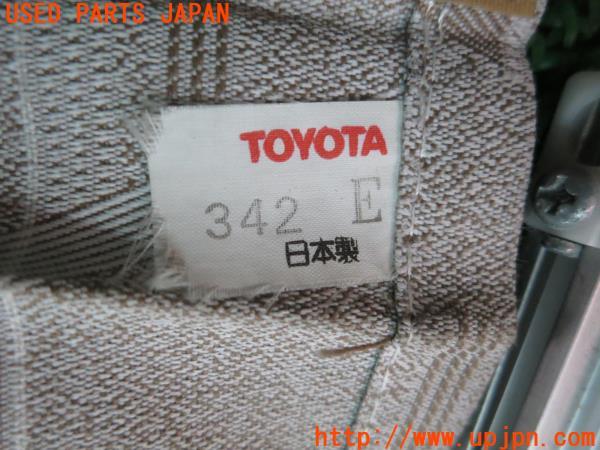 USED PARTS JAPAN
TOYOTA
342 E
日本製
http://www.upjpn.com/